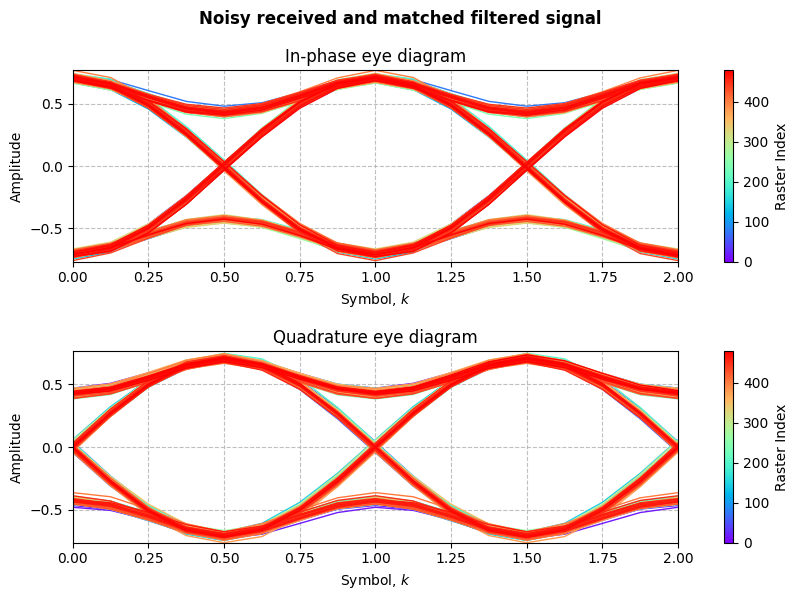 Noisy received and matched filtered signal
In-phase eye diagram
Amplitude
0.5
0.0
−0.5
0.00 0.25 0.50 0.75 1.00 1.25 1.50 1.75 2.00
Symbol, k
400
300
200
100
0
Raster Index
Quadrature eye diagram
Amplitude
0.5
0.0
−0.5
0.00 0.25 0.50 0.75 1.00 1.25 1.50 1.75 2.00
Symbol, k
400
300
200
100
0
Raster Index